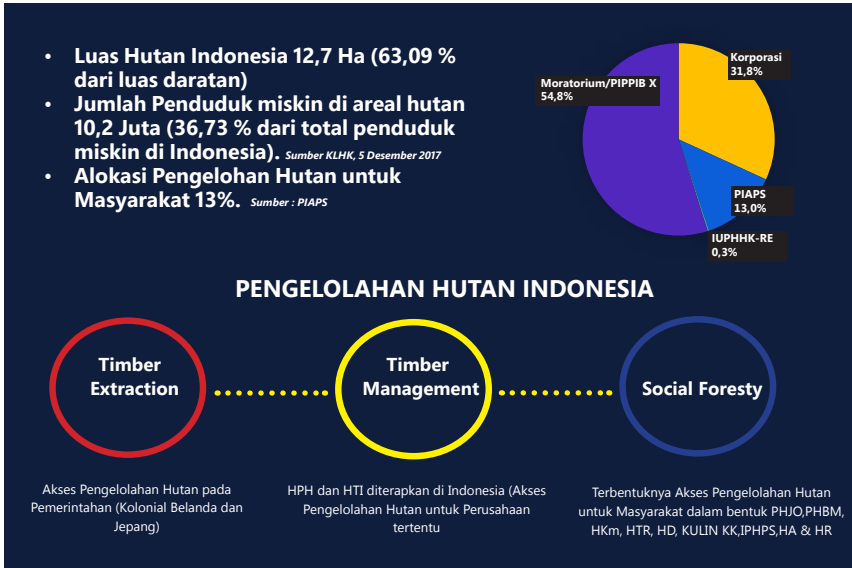 • Luas Hutan Indonesia 12,7 Ha (63,09 %
dari luas daratan)
• Jumlah Penduduk miskin di areal hutan
10,2 Juta (36,73 % dari total penduduk
miskin di Indonesia). Sumber KLHK, 5 Desember 2017
• Alokasi Pengelohan Hutan untuk
Masyarakat 13%. Sumber : PIAPS
Korporasi
31,8%
Moratorium/PIPPIB X
54,8%
PIAPS
13,0%
IUPHHK-RE
0,3%
PENGELOLAHAN HUTAN INDONESIA
Timber
Extraction
Timber
Management
Social Foresty
Akses Pengelolahan Hutan pada
Pemerintahan (Kolonial Belanda dan
Jepang)
HPH dan HTI diterapkan di Indonesia (Akses
Pengelolahan Hutan untuk Perusahaan
tertentu
Terbentuknya Akses Pengelolahan Hutan
untuk Masyarakat dalam bentuk PHJO,PHBM,
HKm, HTR, HD, KULIN KK,IPHPS,HA & HR